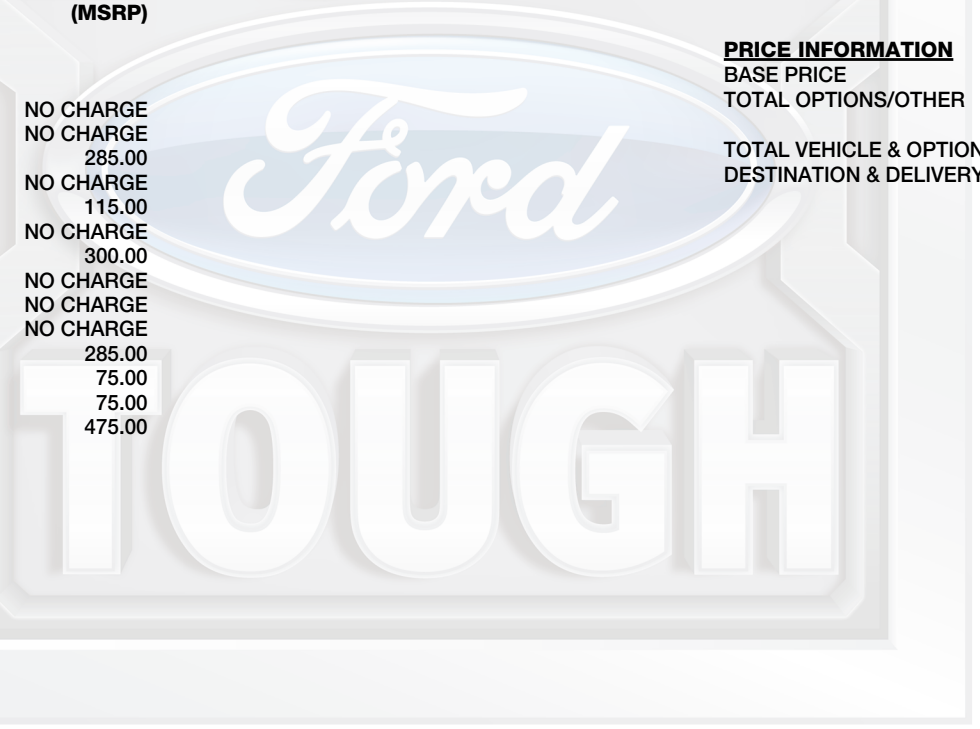 (MSRP)
NO CHARGE
NO CHARGE
285.00
NO CHARGE
115.00
NO CHARGE
300.00
NO CHARGE
NO CHARGE
NO CHARGE
285.00
75.00
75.00
475.00
PRICE INFORMATION
BASE PRICE
TOTAL OPTIONS/OTHER
TOTAL VEHICLE & OPTION
DESTINATION & DELIVERY
Ford
TOUGH